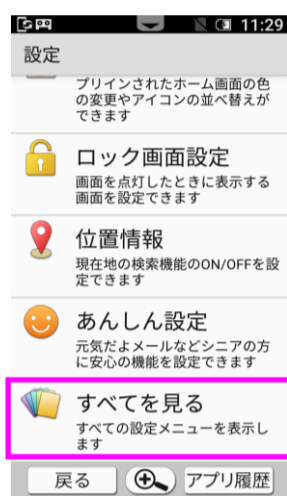 11:29
設定
プリインされたホーム画面の色
の変更やアイコンの並べ替えが
できます
ロック画面設定
画面を点灯したときに表示する
画面を設定できます
位置情報
現在地の検索機能のON/OFFを設
定できます
あんしん設定
元気だよメールなどシニアの方
に安心の機能を設定できます
すべてを見る
すべての設定メニューを表示し
ます
戻る アプリ履歴